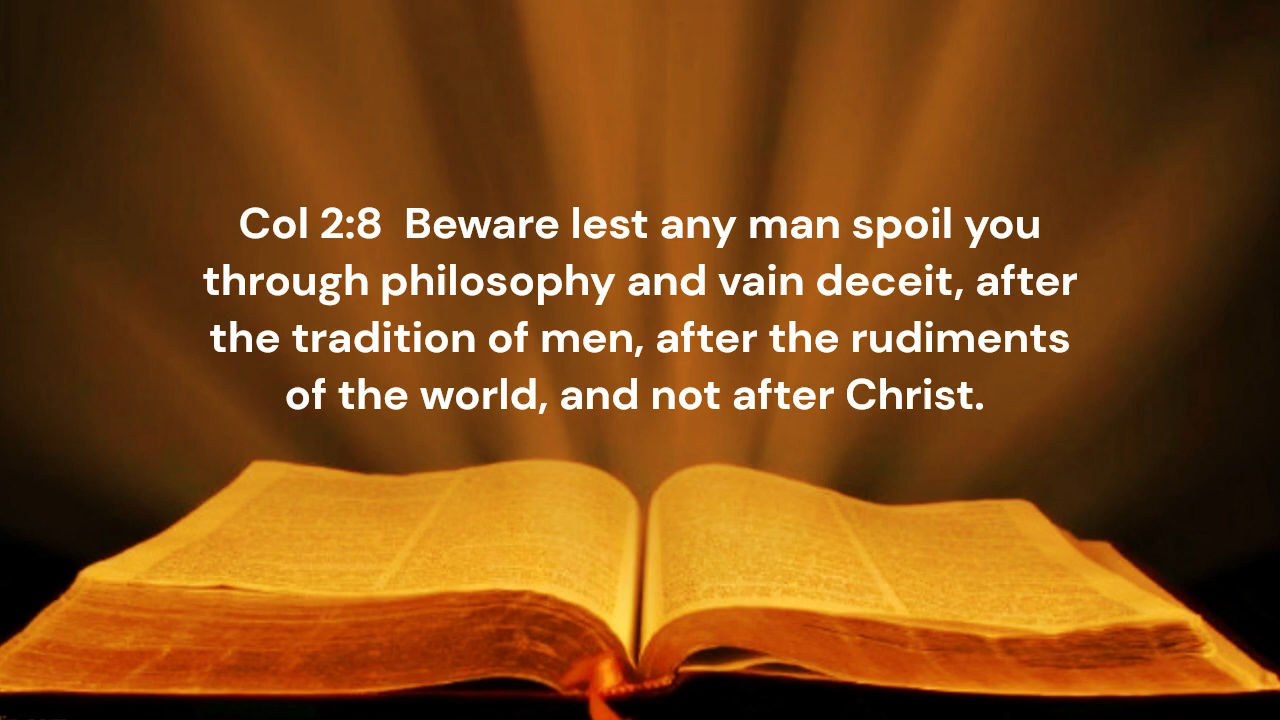 Col 2:8  Beware lest any man spoil you
through philosophy and vain deceit, after
the tradition of men, after the rudiments
of the world, and not after Christ.